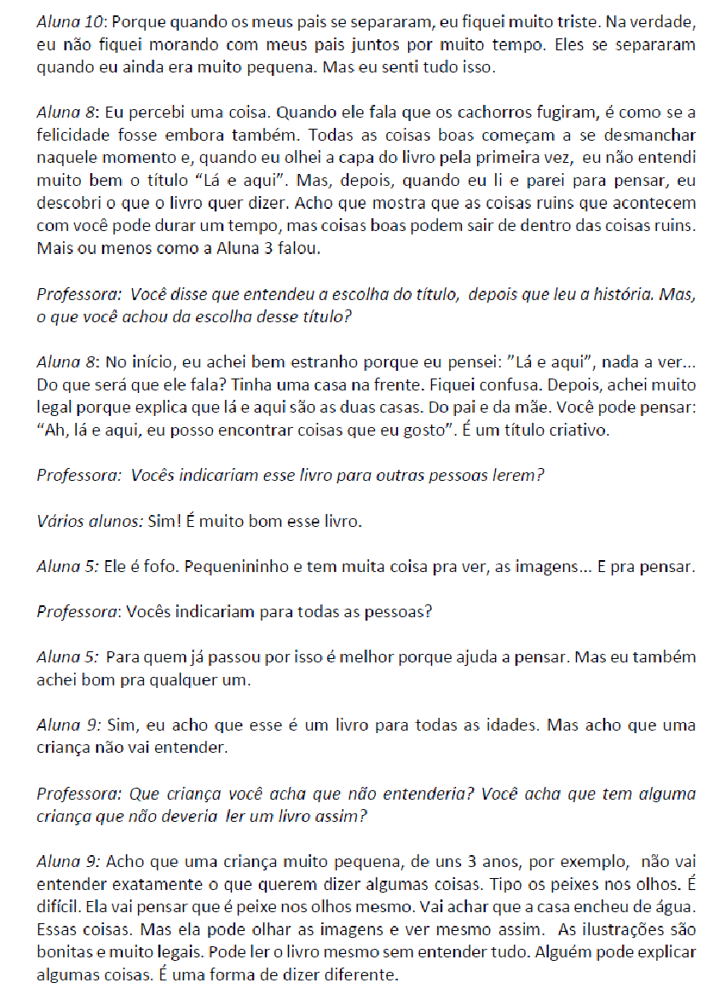 Aluna 10: Porque quando os meus pais se separaram, eu fiquei muito triste. Na verdade,
eu não fiquei morando com meus pais juntos por muito tempo. Eles se separaram
quando eu ainda era muito pequena. Mas eu senti tudo isso.
Aluna 8: Eu percebi uma coisa. Quando ele fala que os cachorros fugiram, é como se a
felicidade fosse embora também. Todas as coisas boas começam a se desmanchar
naquele momento e, quando eu olhei a capa do livro pela primeira vez, eu não entendi
muito bem o título “Lá e aqui”. Mas, depois, quando eu li e parei para pensar, eu
descobri o que o livro quer dizer. Acho que mostra que as coisas ruins que acontecem
com você pode durar um tempo, mas coisas boas podem sair de dentro das coisas ruins.
Mais ou menos como a Aluna 3 falou.
Professora: Você disse que entendeu a escolha do título, depois que leu a história. Mas,
o que você achou da escolha desse título?
Aluna 8: No início, eu achei bem estranho porque eu pensei: ”Lá e aqui”, nada a ver...
Do que será que ele fala? Tinha uma casa na frente. Fiquei confusa. Depois, achei muito
legal porque explica que lá e aqui são as duas casas. Do pai e da mãe. Você pode pensar:
“Ah, lá e aqui, eu posso encontrar coisas que eu gosto”. É um título criativo.
Professora: Vocês indicariam esse livro para outras pessoas lerem?
Vários alunos: Sim! É muito bom esse livro.
Aluna 5: Ele é fofo. Pequenininho e tem muita coisa pra ver, as imagens... E pra pensar.
Professora: Vocês indicariam para todas as pessoas?
Aluna 5: Para quem já passou por isso é melhor porque ajuda a pensar. Mas eu também
achei bom pra qualquer um.
Aluna 9: Sim, eu acho que esse é um livro para todas as idades. Mas acho que uma
criança não vai entender.
Professora: Que criança você acha que não entenderia? Você acha que tem alguma
criança que não deveria ler um livro assim?
Aluna 9: Acho que uma criança muito pequena, de uns 3 anos, por exemplo, não vai
entender exatamente o que querem dizer algumas coisas. Tipo os peixes nos olhos. É
difícil. Ela vai pensar que é peixe nos olhos mesmo. Vai achar que a casa encheu de água.
Essas coisas. Mas ela pode olhar as imagens e ver mesmo assim. As ilustrações são
bonitas e muito legais. Pode ler o livro mesmo sem entender tudo. Alguém pode explicar
algumas coisas. É uma forma de dizer diferente.